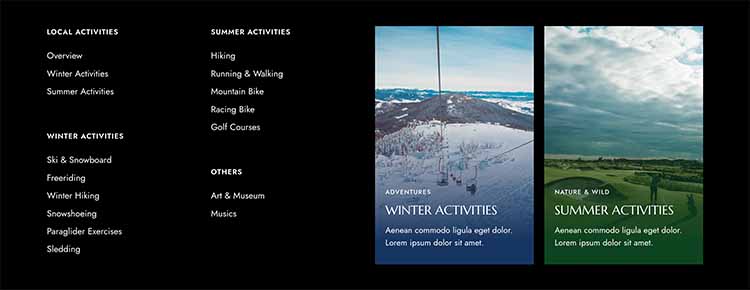 LOCAL ACTIVITIES
Overview
Winter Activities
Summer Activities
WINTER ACTIVITIES
Ski & Snowboard
Freeriding
Winter Hiking
Snowshoeing
Paraglider Exercises
Sledding
SUMMER ACTIVITIES
Hiking
Running & Walking
Mountain Bike
Racing Bike
Golf Courses
OTHERS
Art & Museum
Musics
ADVENTURES
WINTER ACTIVITIES
Aenean commodo ligula eget dolor.
Lorem ipsum dolor sit amet.
NATURE & WILD
SUMMER ACTIVITIES
Aenean commodo ligula eget dolor.
Lorem ipsum dolor sit amet.